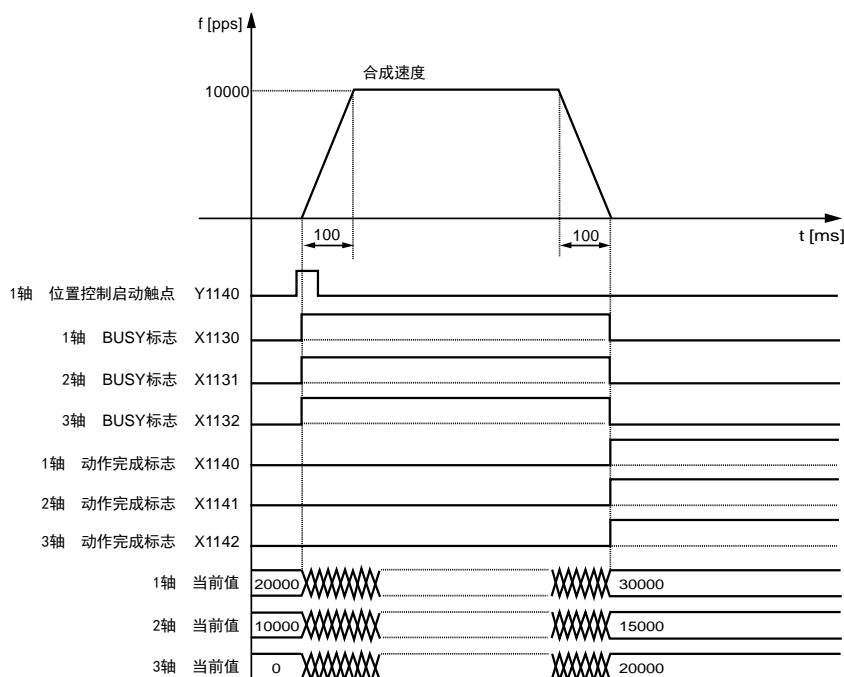 f [pps]
合成速度
10000
100
100
t [ms]
1轴 位置控制启动触点 Y1140
1轴 BUSY标志 X1130
2轴 BUSY标志 X1131
3轴 BUSY标志 X1132
1轴 动作完成标志 X1140
2轴 动作完成标志 X1141
3轴 动作完成标志 X1142
1轴 当前值 20000 30000
2轴 当前值 10000 15000
3轴 当前值 0 20000